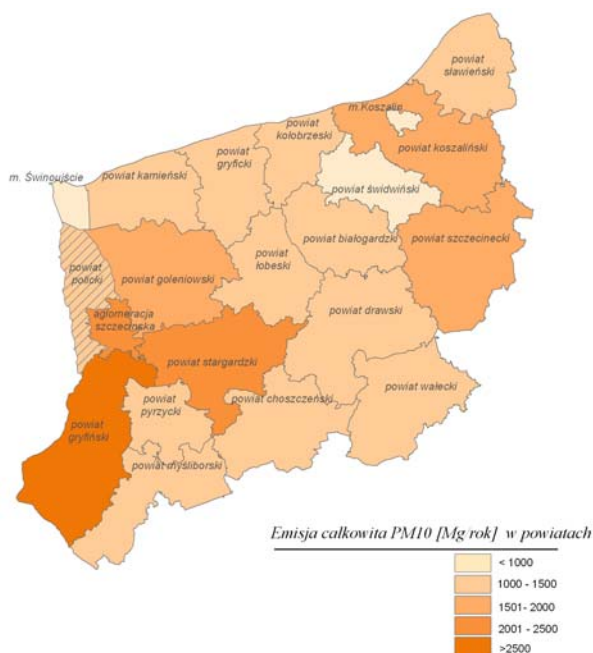 powiat
sławieński
m.Koszalin
powiat
kołobrzeski
powiat
gryficki
powiat koszaliński
m. Świnoujście
powiat kamieński
powiat świdwiński
powiat białogardzki
powiat szczecinecki
powiat
policki
powiat goleniowski
powiat
łobeski
aglomeracja
szczecińska
powiat drawski
powiat stargardzki
powiat wałecki
powiat choszczeński
powiat
pyrzycki
powiat
gryfiński
powiat myśliborski
Emisja całkowita PM10 [Mg/rok] w powiatach
< 1000
1000 - 1500
1501- 2000
2001 - 2500
>2500